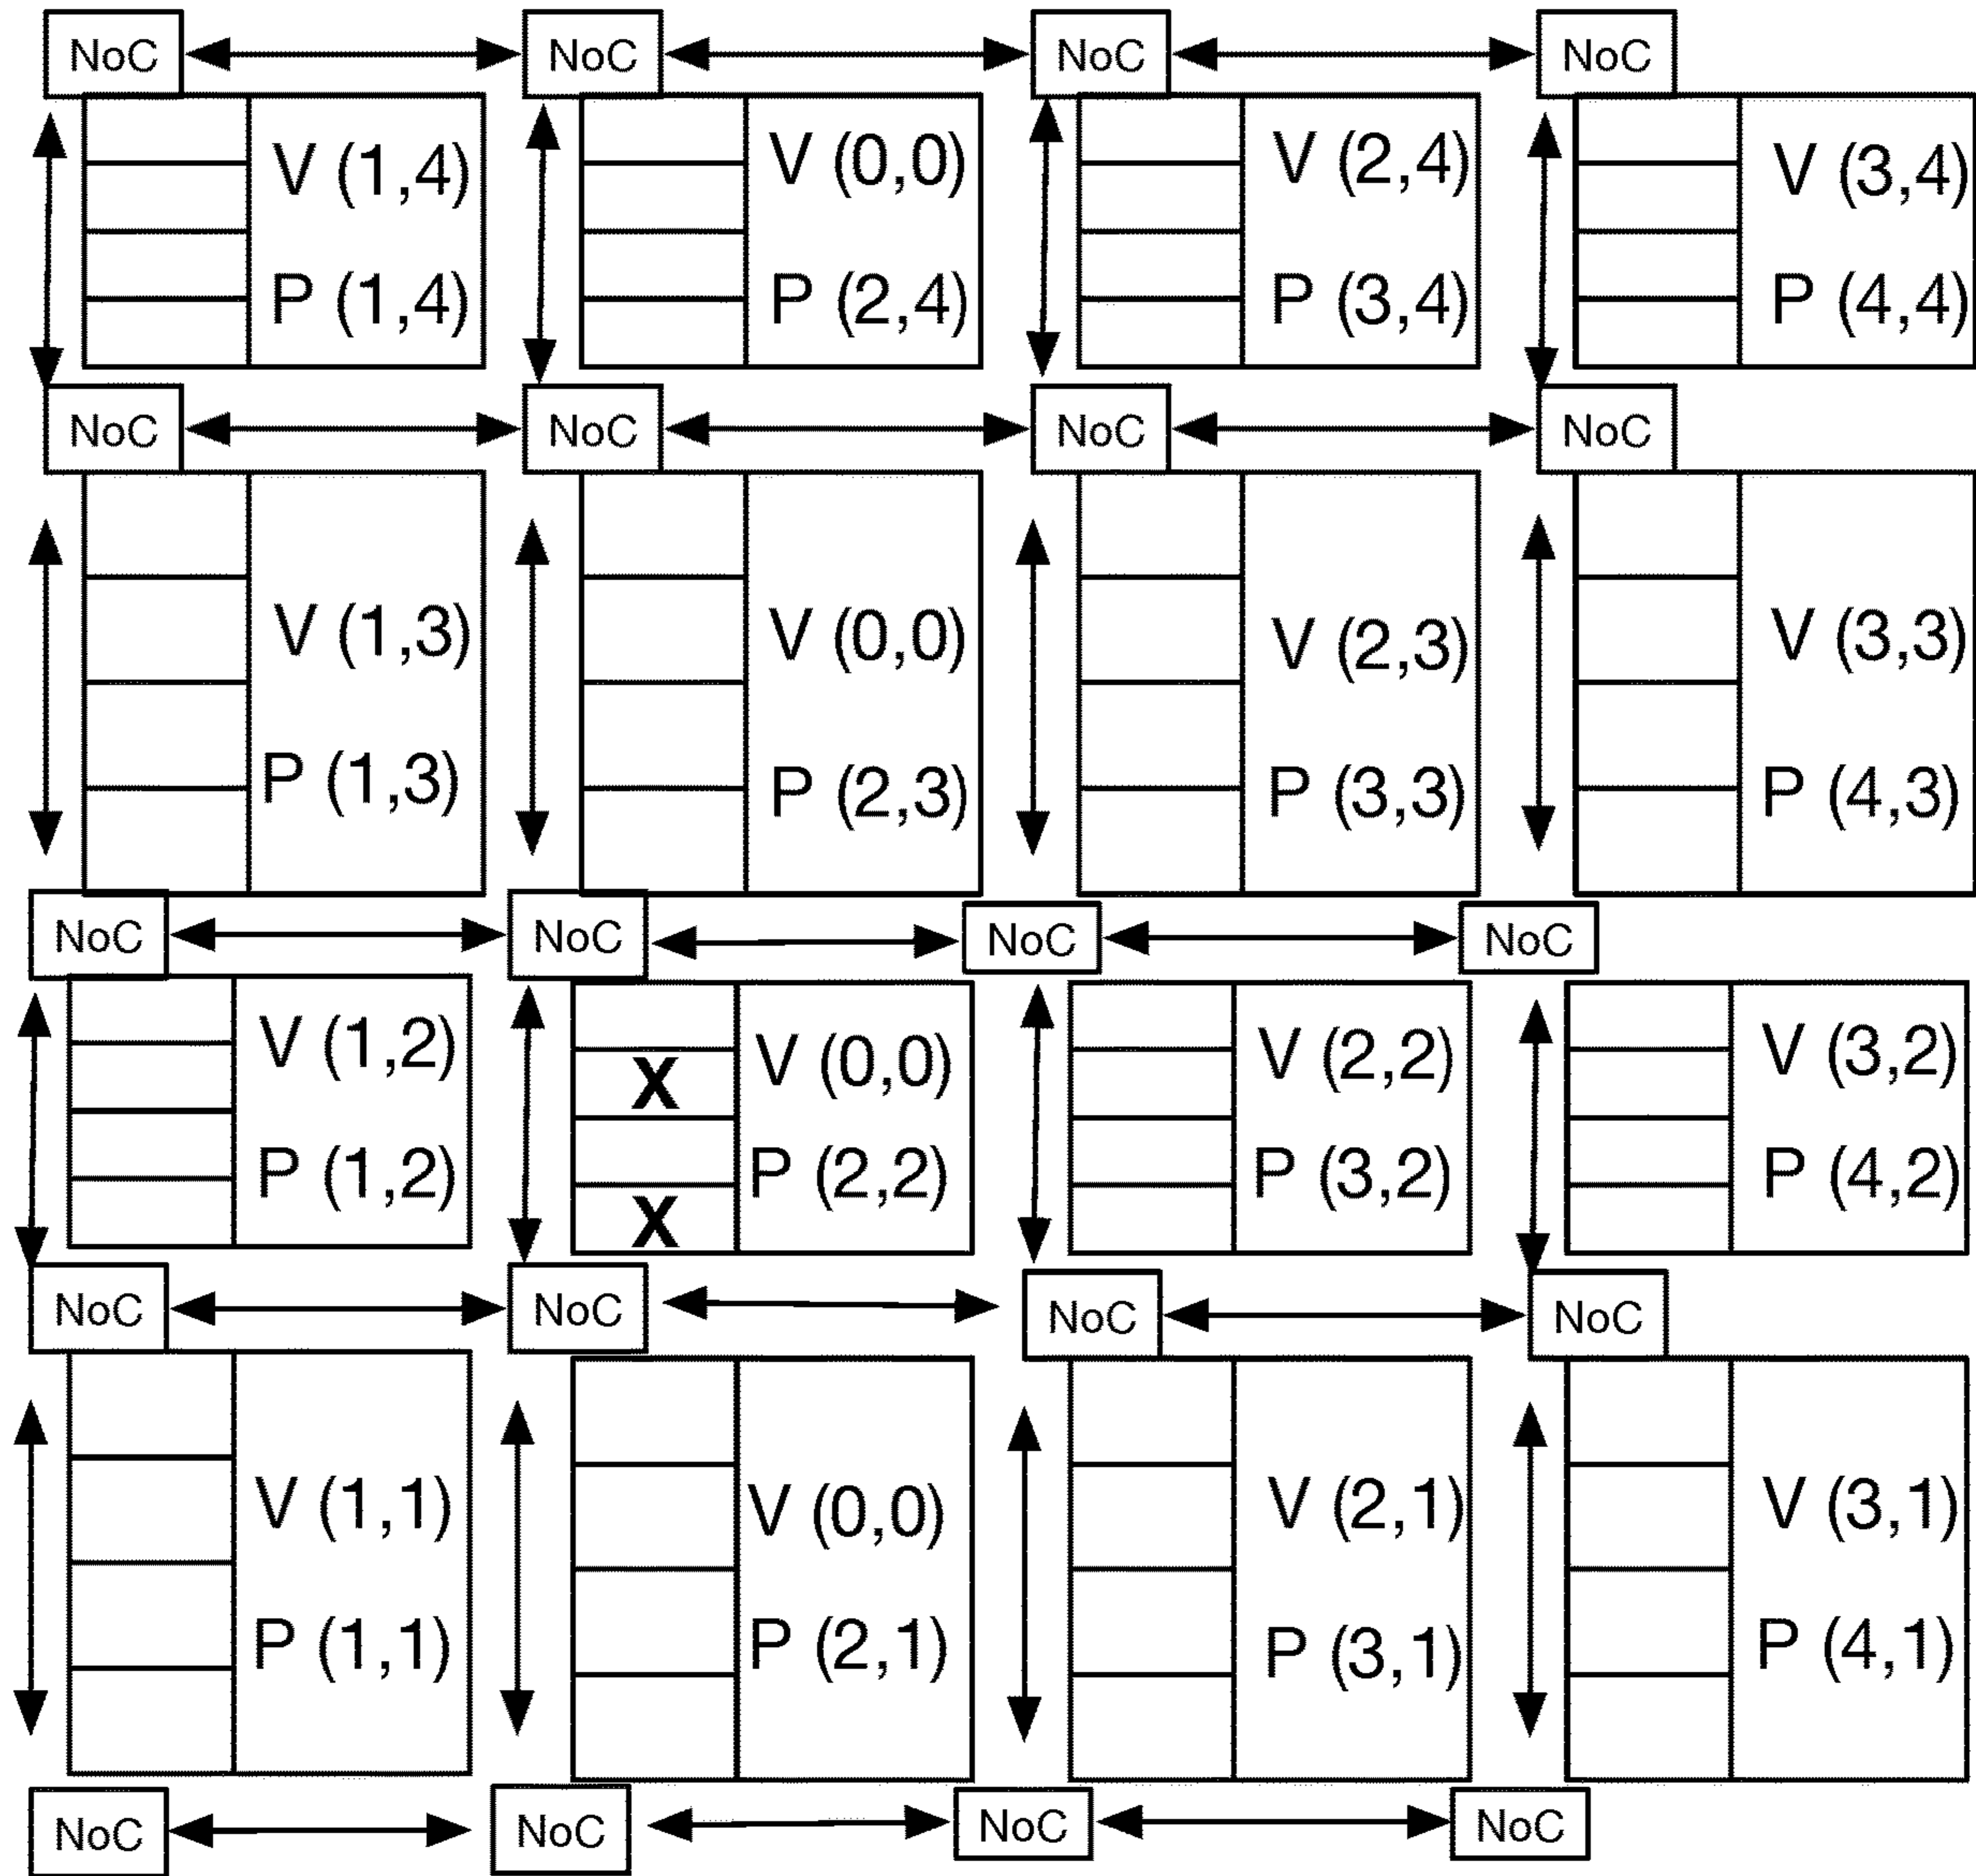 NoC NoC NoC NoC
V (1,4) V (0,0) V (2,4) V (3,4)
P (1,4) P (2,4) P (3,4) P (4,4)
NoC NoC NoC NoC
V (1,3) V (0,0) V (2,3) V (3,3)
P (1,3) P (2,3) P (3,3) P (4,3)
NoC NoC NoC NoC
V (1,2) X V (0,0) V (2,2) V (3,2)
P (1,2) X P (2,2) P (3,2) P (4,2)
NoC NoC NoC NoC
V (1,1) V (0,0) V (2,1) V (3,1)
P (1,1) P (2,1) P (3,1) P (4,1)
NoC NoC NoC NoC